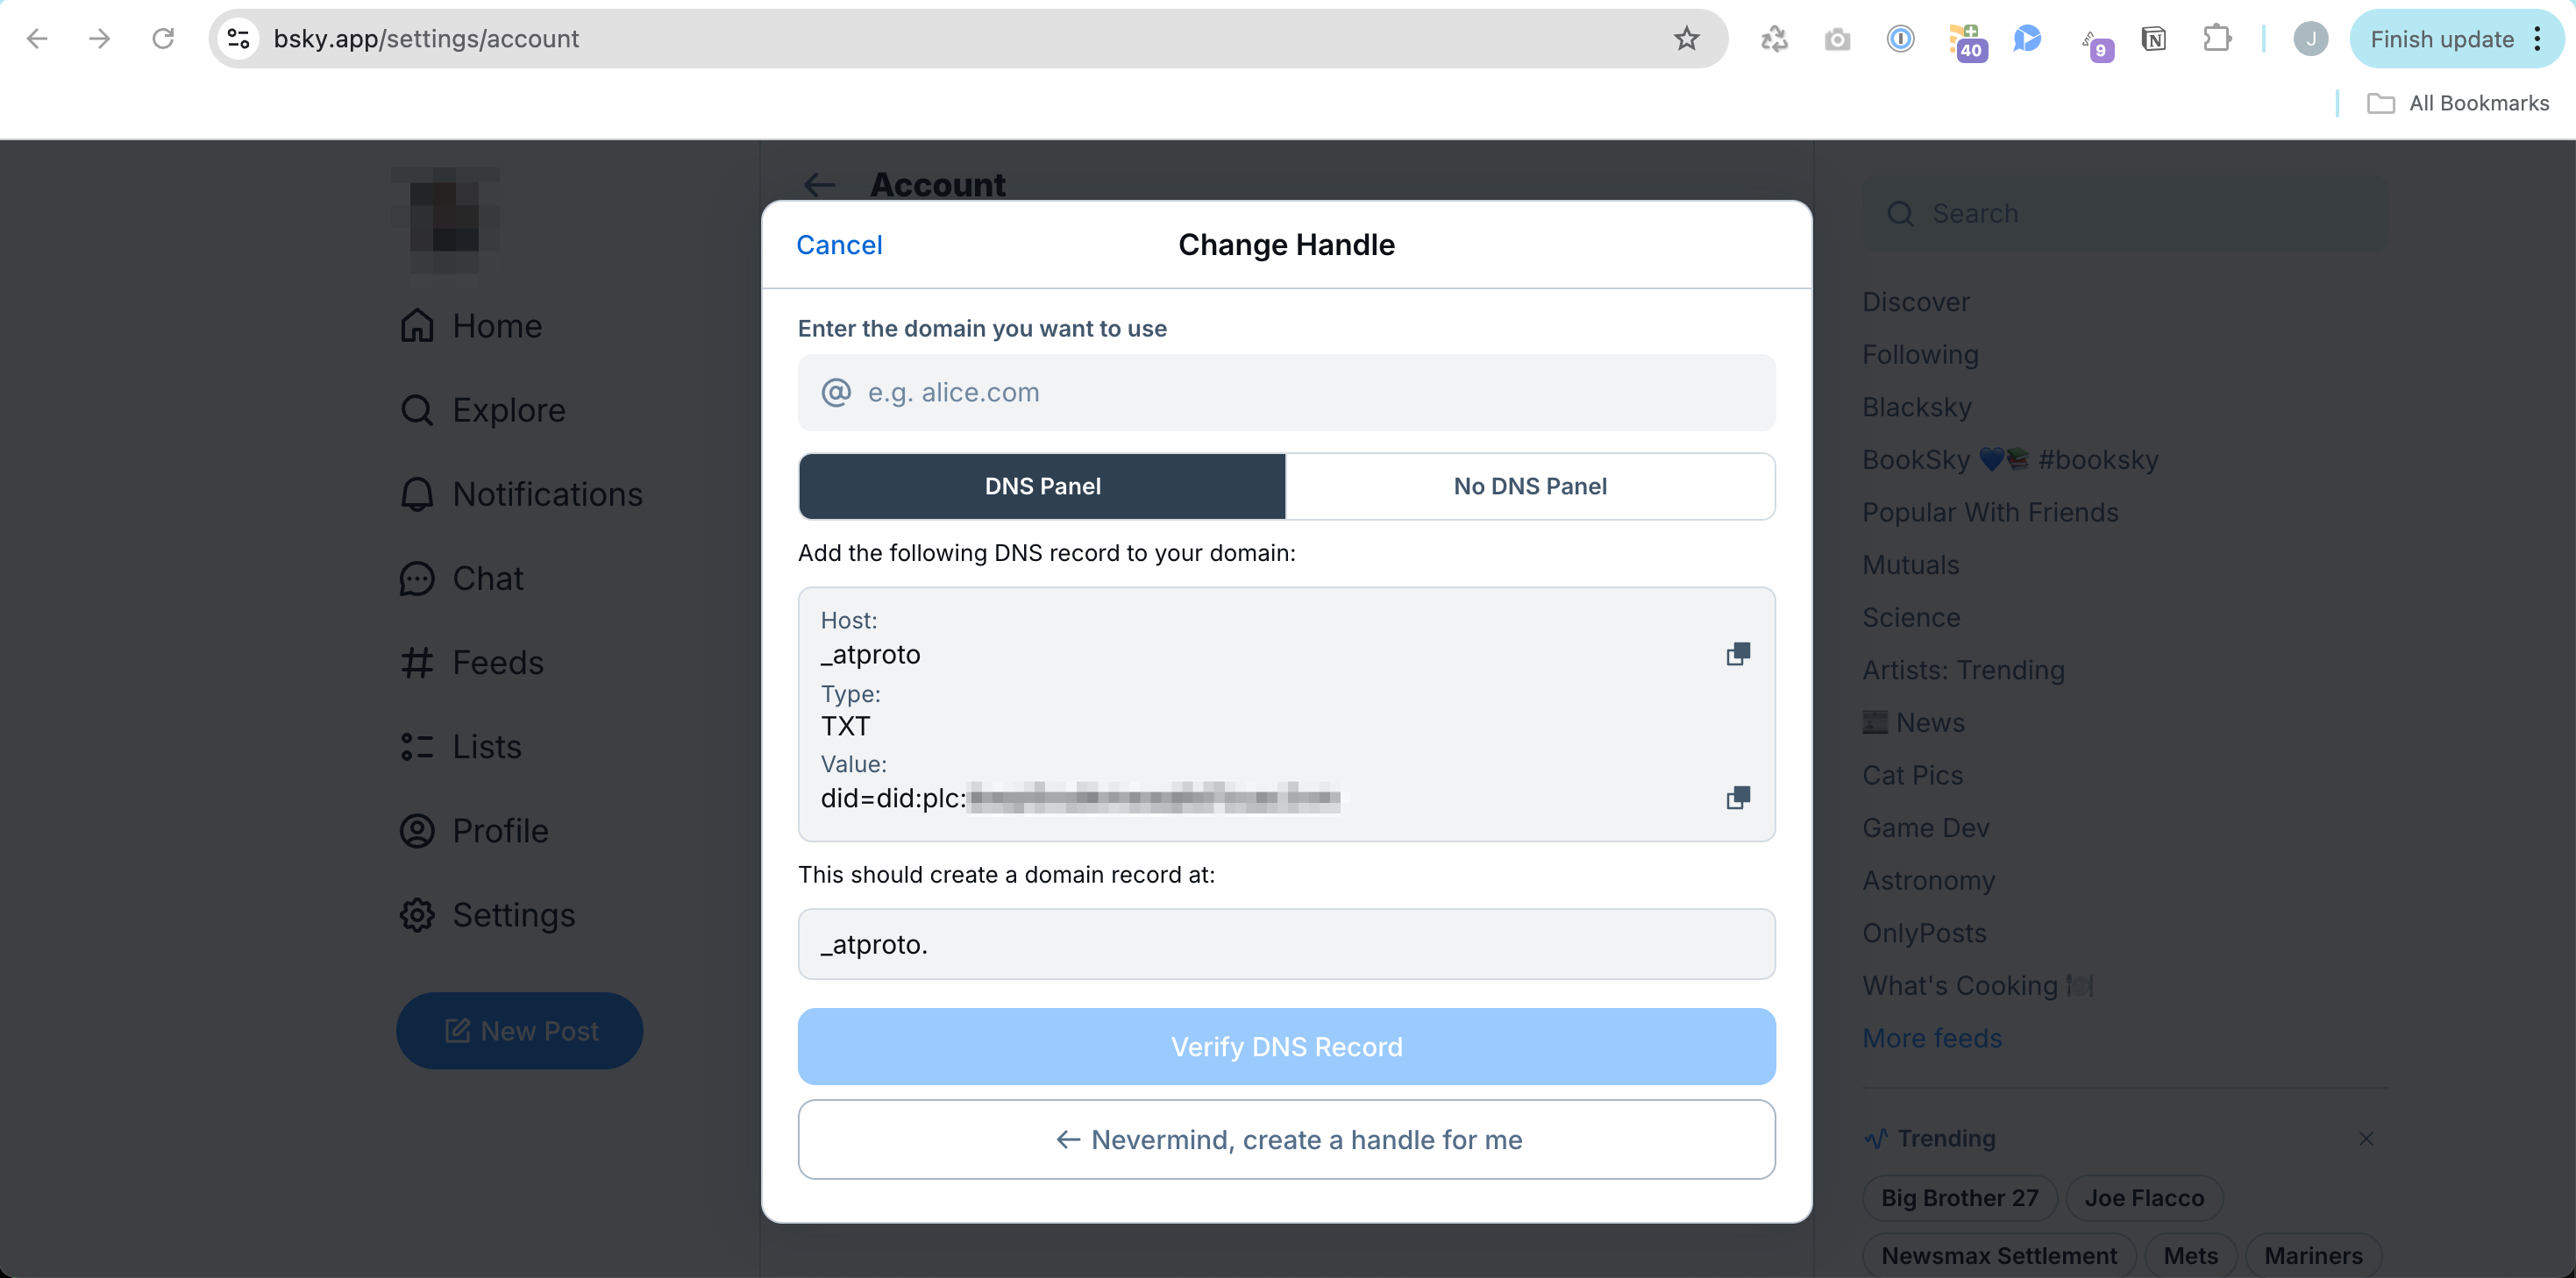 bsky.app/settings/account
40
9
J
Finish update
All Bookmarks
Account
Search
Home
Explore
Notifications
Chat
Feeds
Lists
Profile
Settings
New Post
Cancel
Change Handle
Enter the domain you want to use
@ e.g. alice.com
DNS Panel
No DNS Panel
Add the following DNS record to your domain:
Host:
_atproto
Type:
TXT
Value:
did=did:plc:
This should create a domain record at:
_atproto.
Verify DNS Record
← Nevermind, create a handle for me
Discover
Following
Blacksky
BookSky 💙📚 #booksky
Popular With Friends
Mutuals
Science
Artists: Trending
📰 News
Cat Pics
Game Dev
Astronomy
OnlyPosts
What's Cooking 🍽️
More feeds
Trending
Big Brother 27
Joe Flacco
Newsmax Settlement
Mets
Mariners